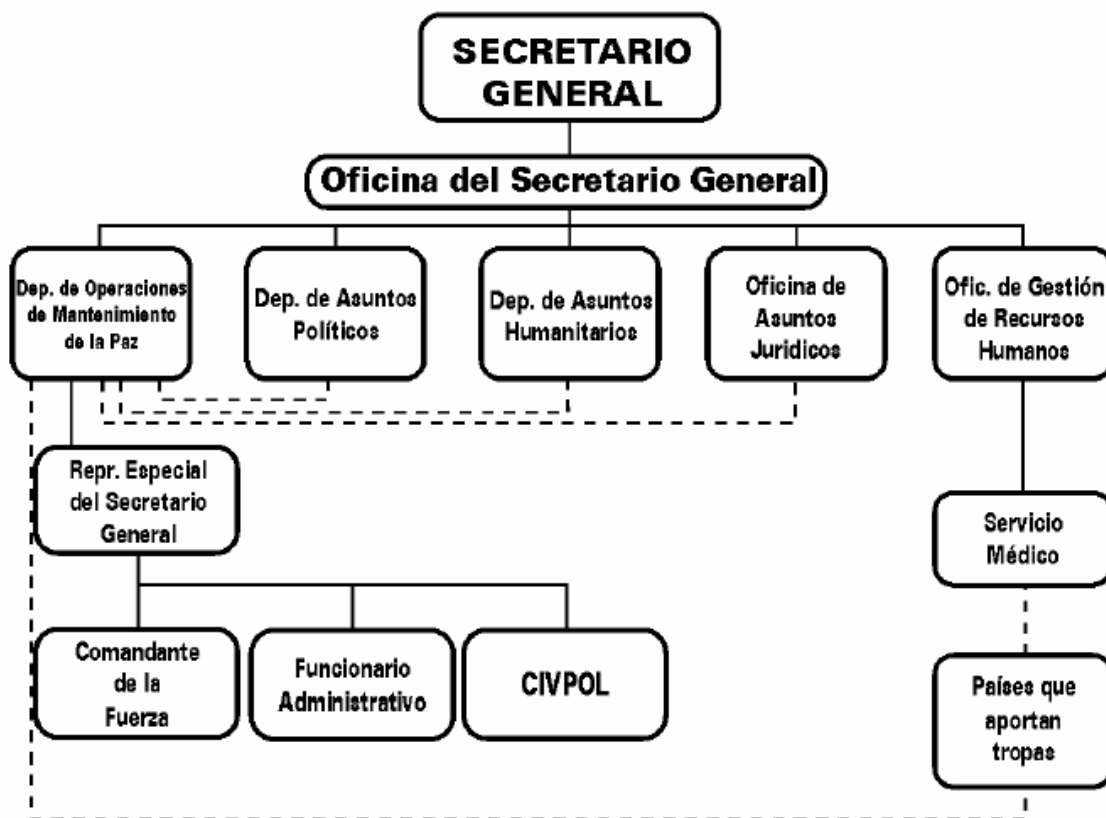 SECRETARIO
GENERAL
Oficina del Secretario General
Dep. de Operaciones
de Mantenimiento
de la Paz
Dep. de Asuntos
Políticos
Dep. de Asuntos
Humanitarios
Oficina de
Asuntos
Juridicos
Ofic. de Gestión
de Recursos
Humanos
Repr. Especial
del Secretario
General
Servicio
Médico
Comandante
de la
Fuerza
Funcionario
Administrativo
CIVPOL
Países que
aportan
tropas